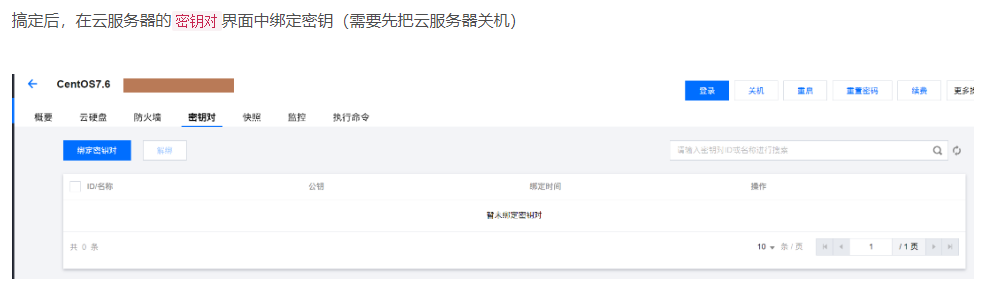 搞定后，在云服务器的 密钥对 界面中绑定密钥（需要先把云服务器关机）
← CentOS7.6
登录 关机 重启 重置密码 续费 更多
概要 云硬盘 防火墙 密钥对 快照 监控 执行命令
绑定密钥对 解绑
请输入密钥对ID或名称进行搜索
ID/名称 公钥 绑定时间 操作
暂未绑定密钥对
共 0 条
10 条 / 页 1 / 1 页